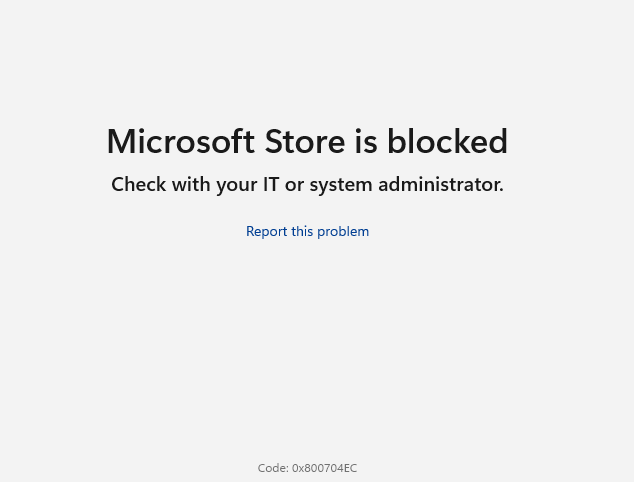 Microsoft Store is blocked
Check with your IT or system administrator.
Report this problem
Code: 0x800704EC